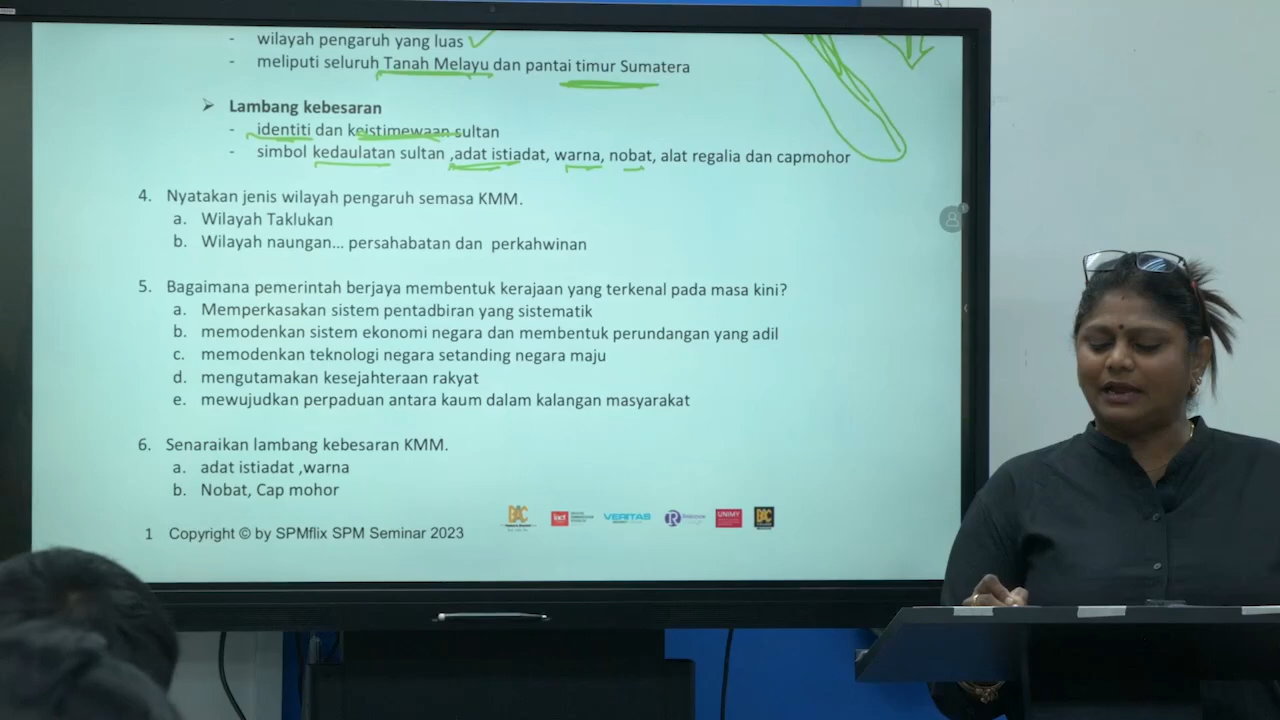 - wilayah pengaruh yang luas
- meliputi seluruh Tanah Melayu dan pantai timur Sumatera
➢ Lambang kebesaran
- identiti dan keistimewaan sultan
- simbol kedaulatan sultan ,adat istiadat, warna, nobat, alat regalia dan capmohor
4. Nyatakan jenis wilayah pengaruh semasa KMM.
a. Wilayah Taklukan
b. Wilayah naungan... persahabatan dan perkahwinan
5. Bagaimana pemerintah berjaya membentuk kerajaan yang terkenal pada masa kini?
a. Memperkasakan sistem pentadbiran yang sistematik
b. memodenkan sistem ekonomi negara dan membentuk perundangan yang adil
c. memodenkan teknologi negara setanding negara maju
d. mengutamakan kesejahteraan rakyat
e. mewujudkan perpaduan antara kaum dalam kalangan masyarakat
6. Senaraikan lambang kebesaran KMM.
a. adat istiadat ,warna
b. Nobat, Cap mohor
BAC iact VERITAS UNIMY BAC
1 Copyright © by SPMflix SPM Seminar 2023